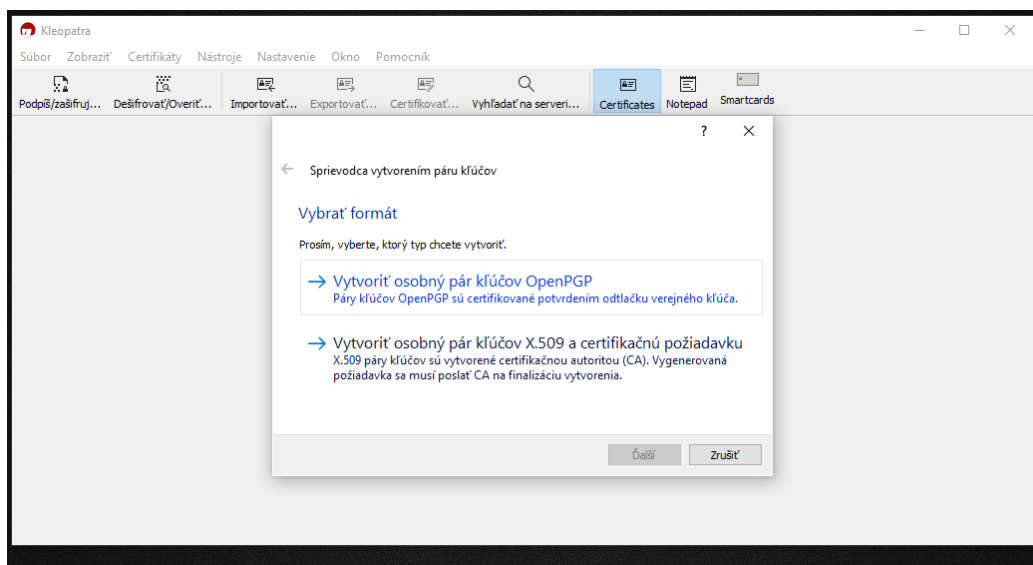 Kleopatra
Súbor Zobraziť Certifikáty Nástroje Nastavenie Okno Pomocník
Podpíš/zašifruj... Dešifrovať/Overiť... Importovať... Exportovať... Certifikovať... Vyhľadať na serveri... Certificates Notepad Smartcards
?
Sprievodca vytvorením páru kľúčov
Vybrať formát
Prosím, vyberte, ktorý typ chcete vytvoriť.
Vytvoriť osobný pár kľúčov OpenPGP
Páry kľúčov OpenPGP sú certifikované potvrdením odtlačku verejného kľúča.
Vytvoriť osobný pár kľúčov X.509 a certifikačnú požiadavku
X.509 páry kľúčov sú vytvorené certifikačnou autoritou (CA). Vygenerovaná
požiadavka sa musí poslať CA na finalizáciu vytvorenia.
Ďalší Zrušiť